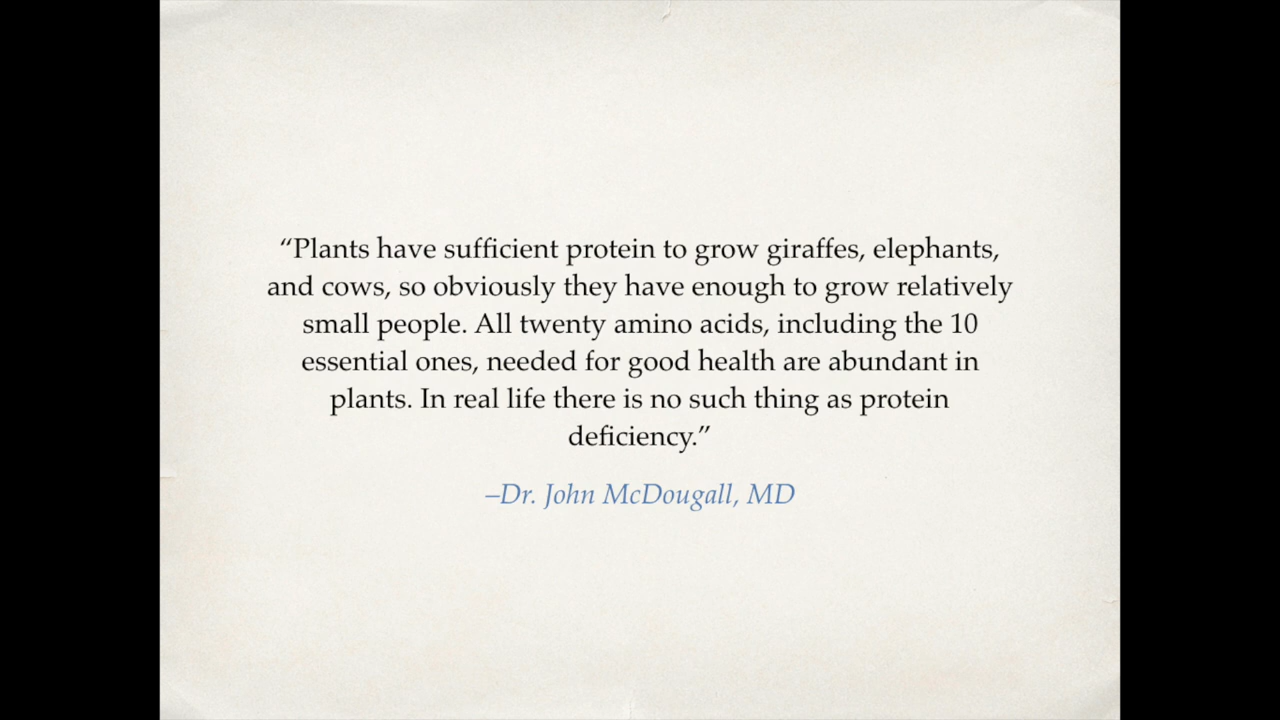 “Plants have sufficient protein to grow giraffes, elephants,
and cows, so obviously they have enough to grow relatively
small people. All twenty amino acids, including the 10
essential ones, needed for good health are abundant in
plants. In real life there is no such thing as protein
deficiency.”
–Dr. John McDougall, MD